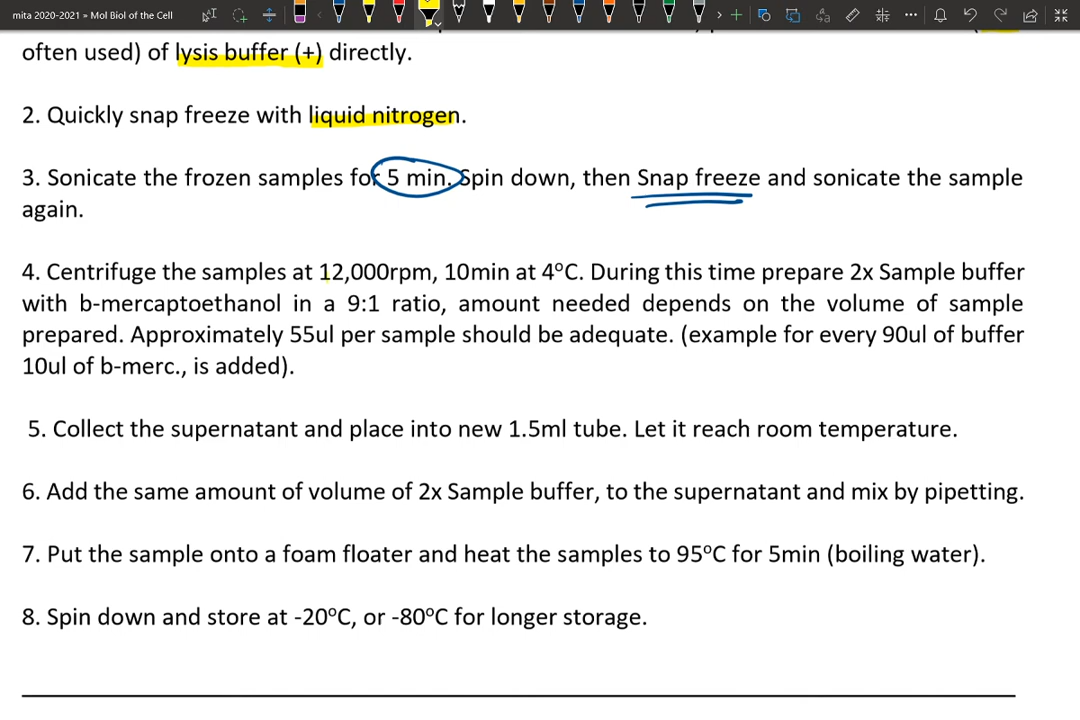 mita 2020-2021 » Mol Biol of the Cell
often used) of lysis buffer (+) directly.
2. Quickly snap freeze with liquid nitrogen.
3. Sonicate the frozen samples for 5 min. Spin down, then Snap freeze and sonicate the sample
again.
4. Centrifuge the samples at 12,000rpm, 10min at 4°C. During this time prepare 2x Sample buffer
with b-mercaptoethanol in a 9:1 ratio, amount needed depends on the volume of sample
prepared. Approximately 55ul per sample should be adequate. (example for every 90ul of buffer
10ul of b-merc., is added).
5. Collect the supernatant and place into new 1.5ml tube. Let it reach room temperature.
6. Add the same amount of volume of 2x Sample buffer, to the supernatant and mix by pipetting.
7. Put the sample onto a foam floater and heat the samples to 95°C for 5min (boiling water).
8. Spin down and store at -20°C, or -80°C for longer storage.